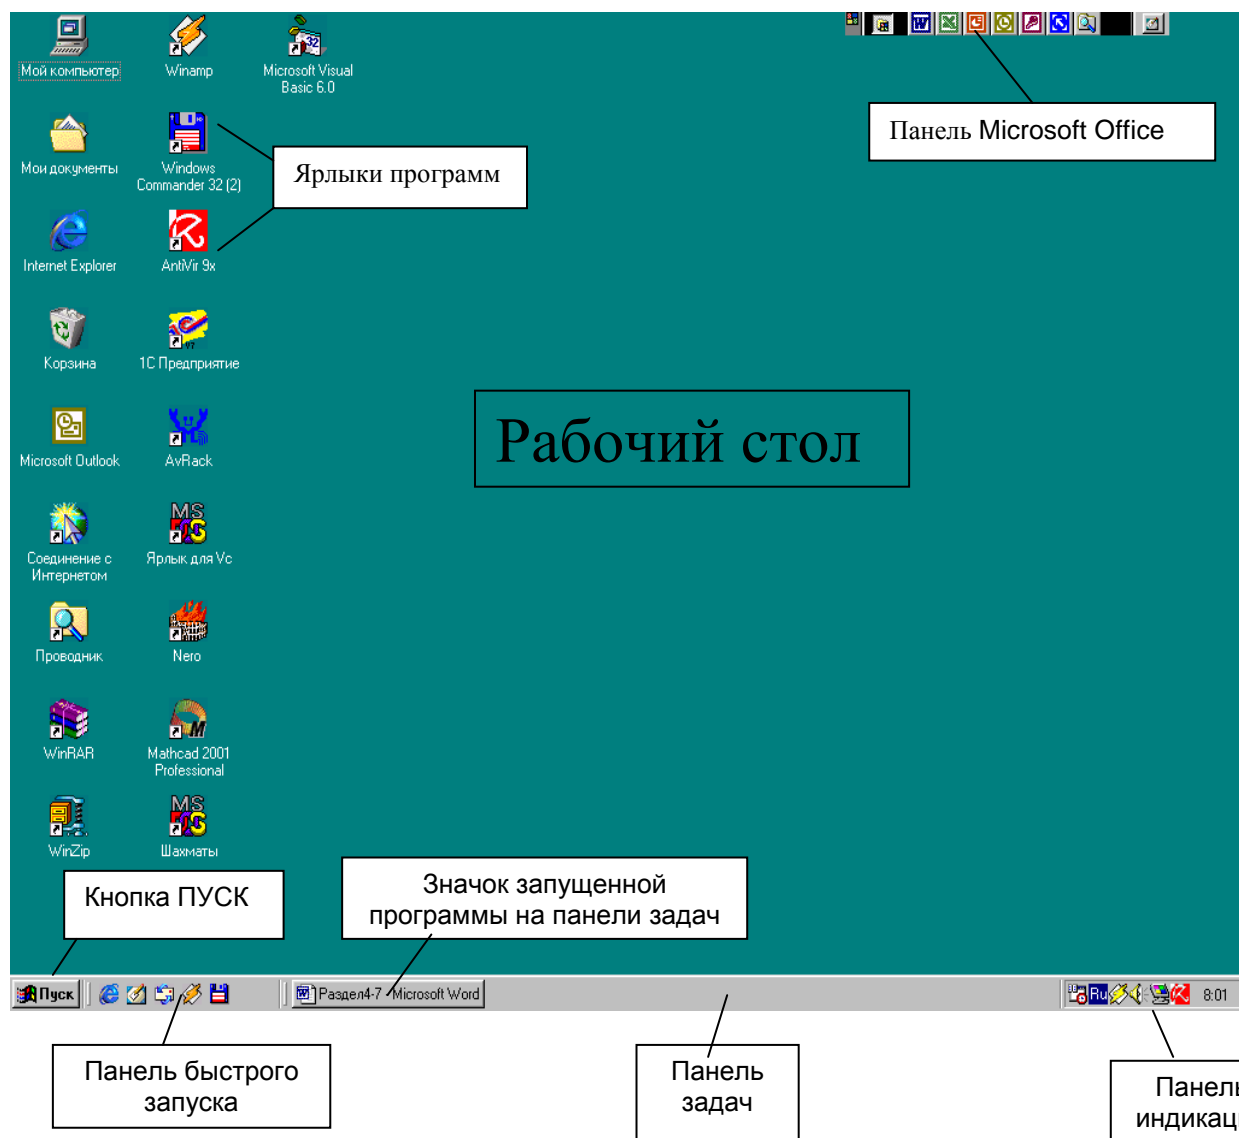 Мой компьютер
Winamp
Microsoft Visual
Basic 6.0
Панель Microsoft Office
Мои документы
Windows
Commander 32 (2)
Ярлыки программ
Internet Explorer
AntiVir 9x
Корзина
1С Предприятие
Рабочий стол
Microsoft Outlook
AvRack
MS
Соединение с
Интернетом
Ярлык для Vc
Проводник
Nero
WinRAR
Mathcad 2001
Professional
MS
WinZip
Шахматы
Кнопка ПУСК
Значок запущенной
программы на панели задач
Пуск
Раздел4-7 - Microsoft Word
Ru
8:01
Панель быстрого
запуска
Панель
задач
Панель